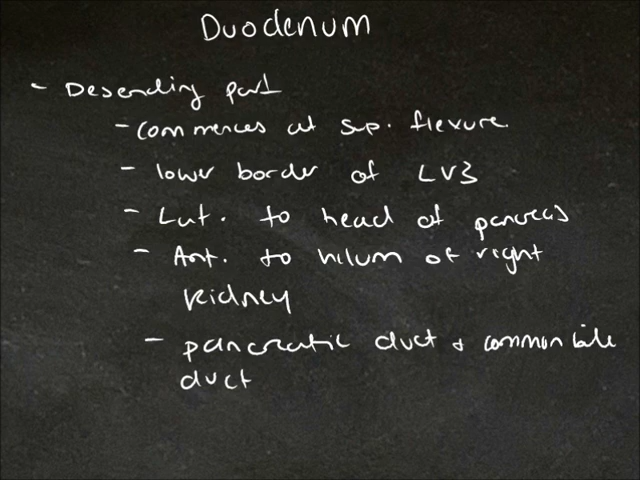 Duodenum
- Desending part
- commences at sup. flexure.
- lower border of LV3
- Lat. to head of pancreas
- Ant. to hilum of right
kidney
- pancreatic duct & common bile
duct